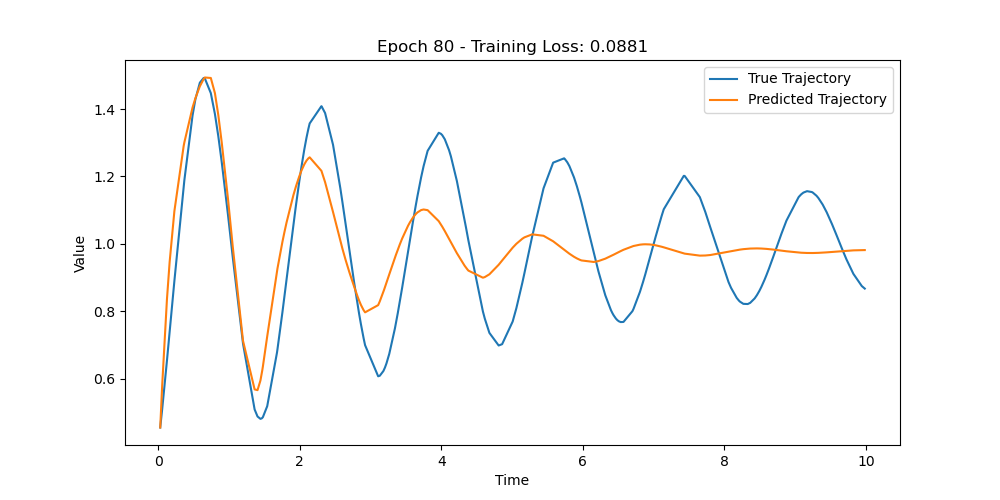 Epoch 80 - Training Loss: 0.0881
True Trajectory
Predicted Trajectory
Value
1.4
1.2
1.0
0.8
0.6
0 2 4 6 8 10
Time